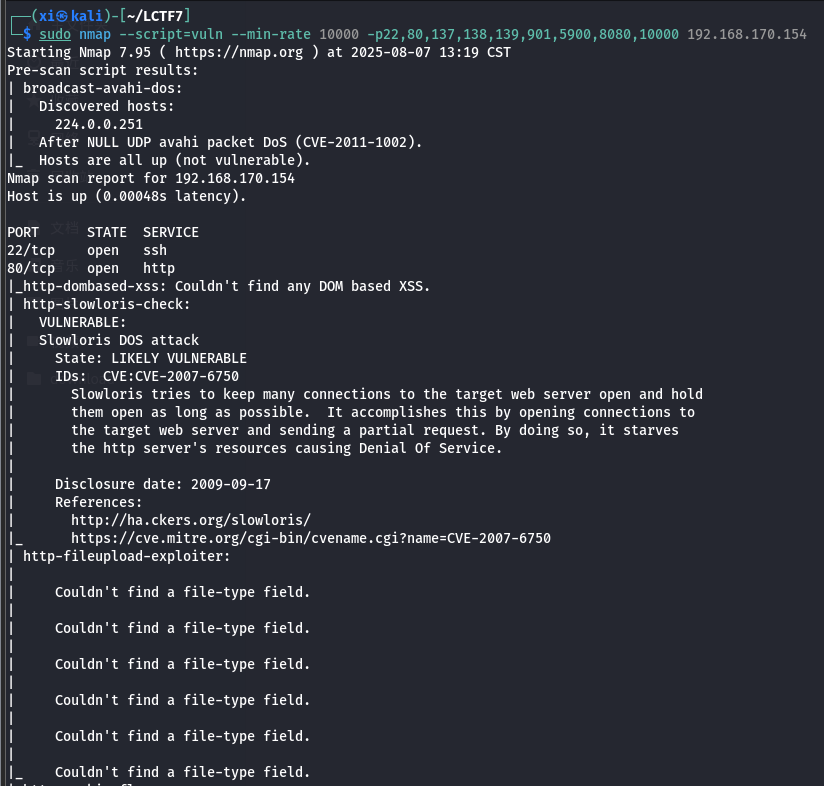 ┌──(xi㉿kali)-[~/LCTF7]
└─$ sudo nmap --script=vuln --min-rate 10000 -p22,80,137,138,139,901,5900,8080,10000 192.168.170.154
Starting Nmap 7.95 ( https://nmap.org ) at 2025-08-07 13:19 CST
Pre-scan script results:
| broadcast-avahi-dos:
|   Discovered hosts:
|     224.0.0.251
|   After NULL UDP avahi packet DoS (CVE-2011-1002).
|_  Hosts are all up (not vulnerable).
Nmap scan report for 192.168.170.154
Host is up (0.00048s latency).

PORT      STATE  SERVICE
22/tcp    open   ssh
80/tcp    open   http
|_http-dombased-xss: Couldn't find any DOM based XSS.
| http-slowloris-check:
|   VULNERABLE:
|   Slowloris DOS attack
|     State: LIKELY VULNERABLE
|     IDs:  CVE:CVE-2007-6750
|       Slowloris tries to keep many connections to the target web server open and hold
|       them open as long as possible.  It accomplishes this by opening connections to
|       the target web server and sending a partial request. By doing so, it starves
|       the http server's resources causing Denial Of Service.
|
|     Disclosure date: 2009-09-17
|     References:
|       http://ha.ckers.org/slowloris/
|_      https://cve.mitre.org/cgi-bin/cvename.cgi?name=CVE-2007-6750
| http-fileupload-exploiter:
|
|     Couldn't find a file-type field.
|
|     Couldn't find a file-type field.
|
|     Couldn't find a file-type field.
|
|     Couldn't find a file-type field.
|
|     Couldn't find a file-type field.
|
|_    Couldn't find a file-type field.